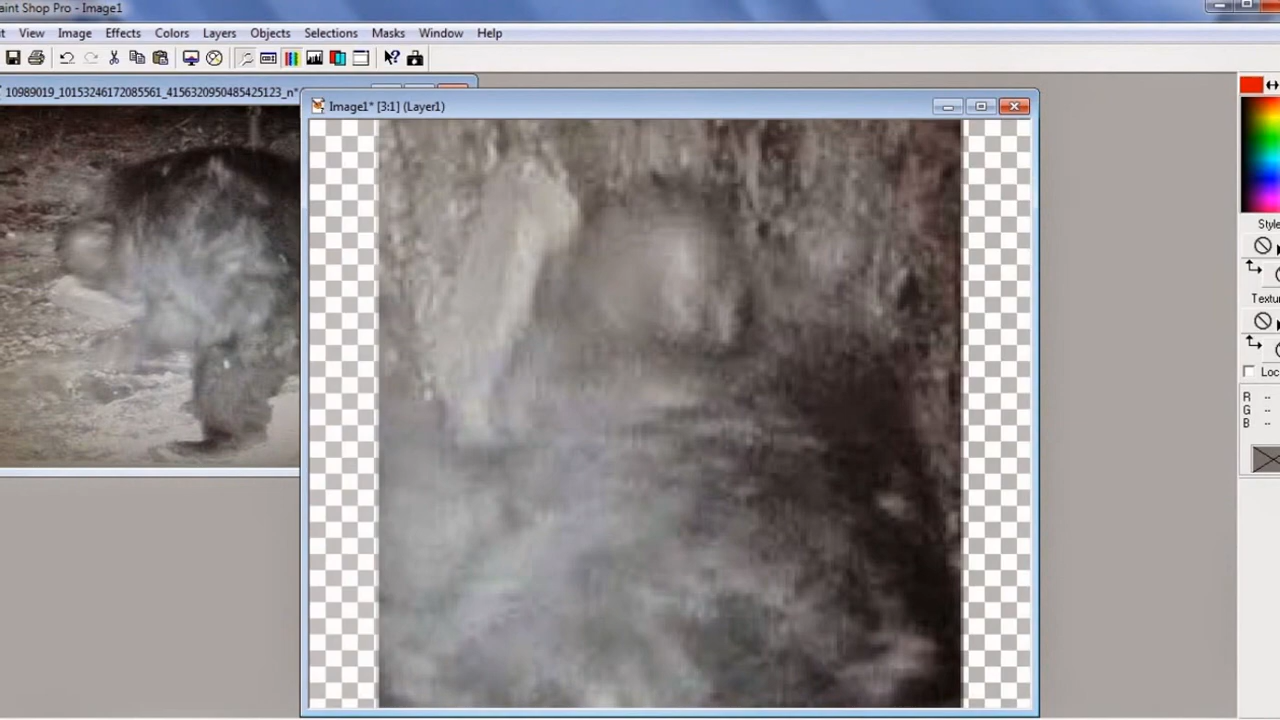 aint Shop Pro - Image1
t View Image Effects Colors Layers Objects Selections Masks Window Help
10989019_10153246172085561_4156320950485425123_n*
Image1* [3:1] (Layer1)
Style
Textu
Loc
R --
G --
B --